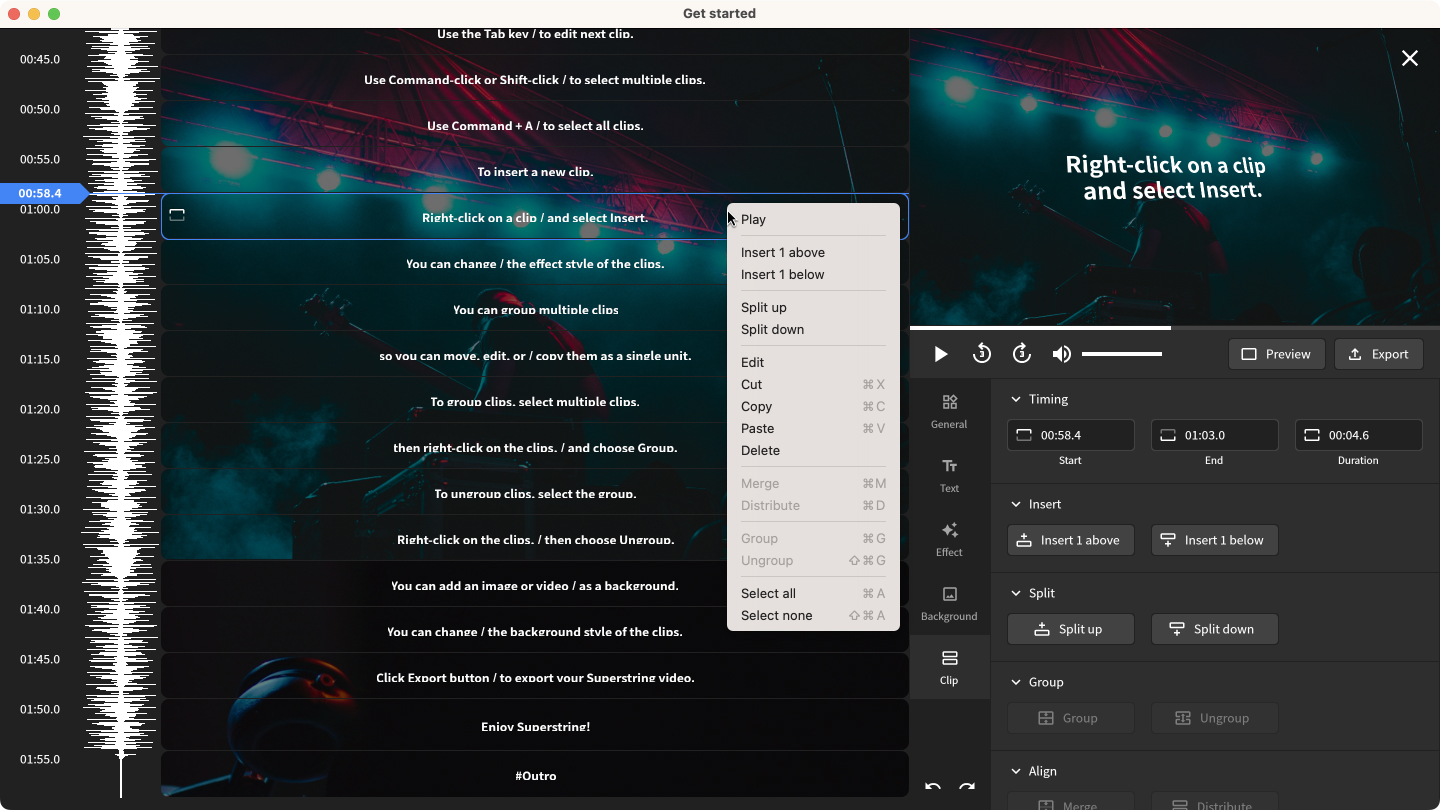 Get started
00:45.0
00:50.0
00:55.0
00:58.4
01:00.0
01:05.0
01:10.0
01:15.0
01:20.0
01:25.0
01:30.0
01:35.0
01:40.0
01:45.0
01:50.0
01:55.0
Use the Tab key / to edit next clip.
Use Command-click or Shift-click / to select multiple clips.
Use Command + A / to select all clips.
To insert a new clip.
Right-click on a clip / and select Insert.
You can change / the effect style of the clips.
You can group multiple clips
so you can move, edit, or / copy them as a single unit.
To group clips, select multiple clips.
then right-click on the clips, / and choose Group.
To ungroup clips, select the group.
Right-click on the clips, / then choose Ungroup.
You can add an image or video / as a background.
You can change / the background style of the clips.
Click Export button / to export your Superstring video.
Enjoy Superstring!
#Outro
Play
Insert 1 above
Insert 1 below
Split up
Split down
Edit
Cut ⌘ X
Copy ⌘ C
Paste ⌘ V
Delete
Merge ⌘ M
Distribute ⌘ D
Group ⌘ G
Ungroup ⇧ ⌘ G
Select all ⌘ A
Select none ⇧ ⌘ A
Right-click on a clip
and select Insert.
3
3
Preview
Export
General
Text
Effect
Background
Clip
Timing
00:58.4
01:03.0
00:04.6
Start
End
Duration
Insert
Insert 1 above
Insert 1 below
Split
Split up
Split down
Group
Group
Ungroup
Align
Merge
Distribute